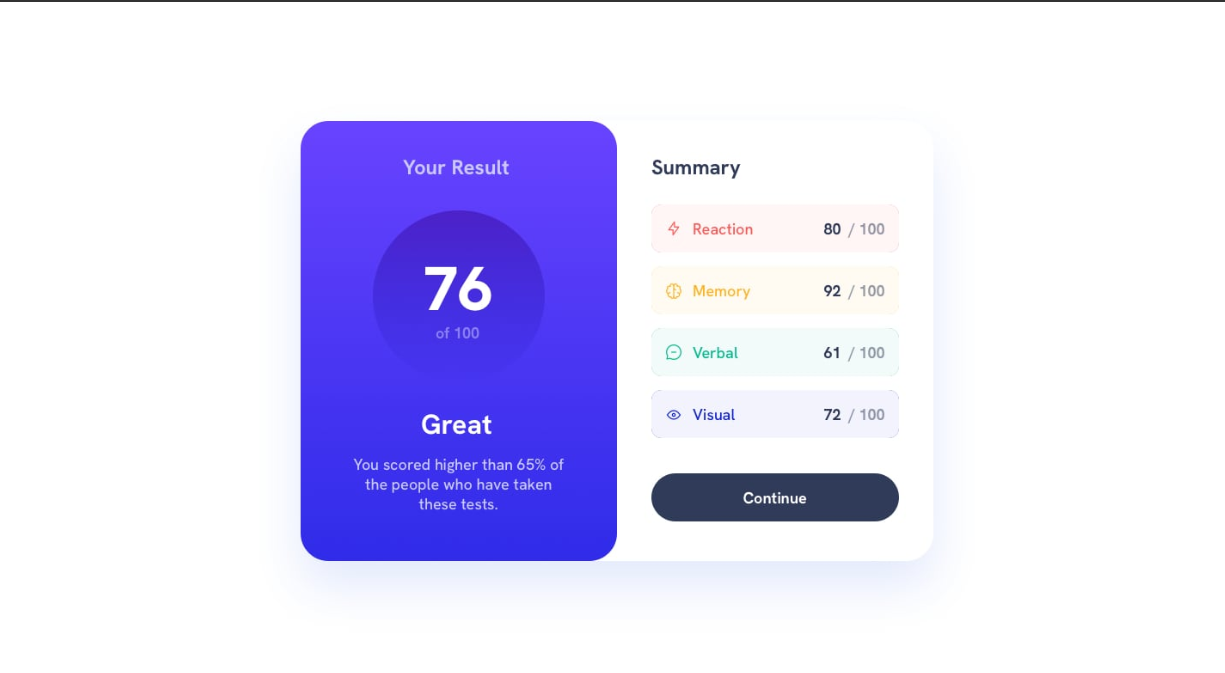 Your Result
76
of 100
Great
You scored higher than 65% of
the people who have taken
these tests.
Summary
Reaction 80 / 100
Memory 92 / 100
Verbal 61 / 100
Visual 72 / 100
Continue